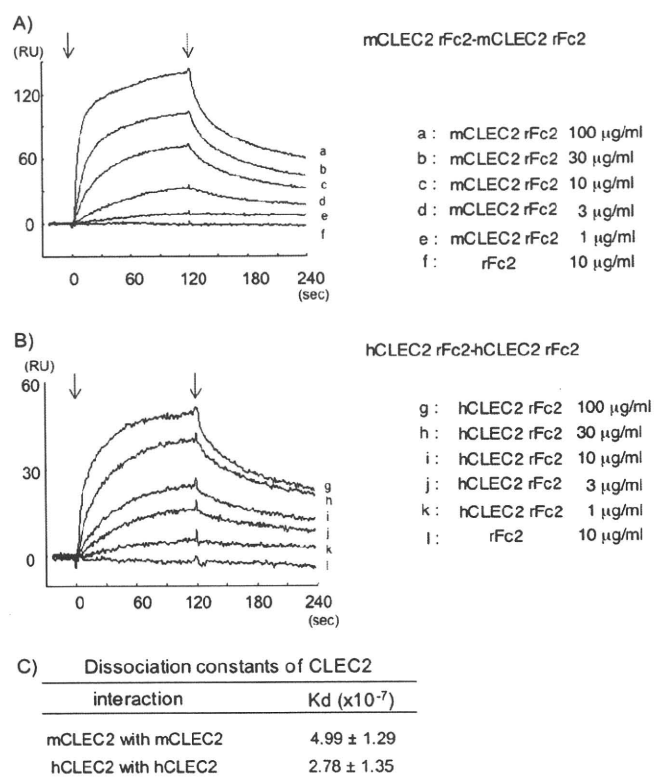 A)
mCLEC2 rFc2-mCLEC2 rFc2
(RU)
120
60
0
a
b
c
d
e
f
0 60 120 180 240
(sec)
a : mCLEC2 rFc2 100 μg/ml
b : mCLEC2 rFc2 30 μg/ml
c : mCLEC2 rFc2 10 μg/ml
d : mCLEC2 rFc2 3 μg/ml
e : mCLEC2 rFc2 1 μg/ml
f : rFc2 10 μg/ml
B)
hCLEC2 rFc2-hCLEC2 rFc2
(RU)
60
30
0
g
h
i
j
k
l
0 60 120 180 240
(sec)
g : hCLEC2 rFc2 100 μg/ml
h : hCLEC2 rFc2 30 μg/ml
i : hCLEC2 rFc2 10 μg/ml
j : hCLEC2 rFc2 3 μg/ml
k : hCLEC2 rFc2 1 μg/ml
l : rFc2 10 μg/ml
C) Dissociation constants of CLEC2
interaction Kd (x10⁻⁷)
mCLEC2 with mCLEC2 4.99 ± 1.29
hCLEC2 with hCLEC2 2.78 ± 1.35